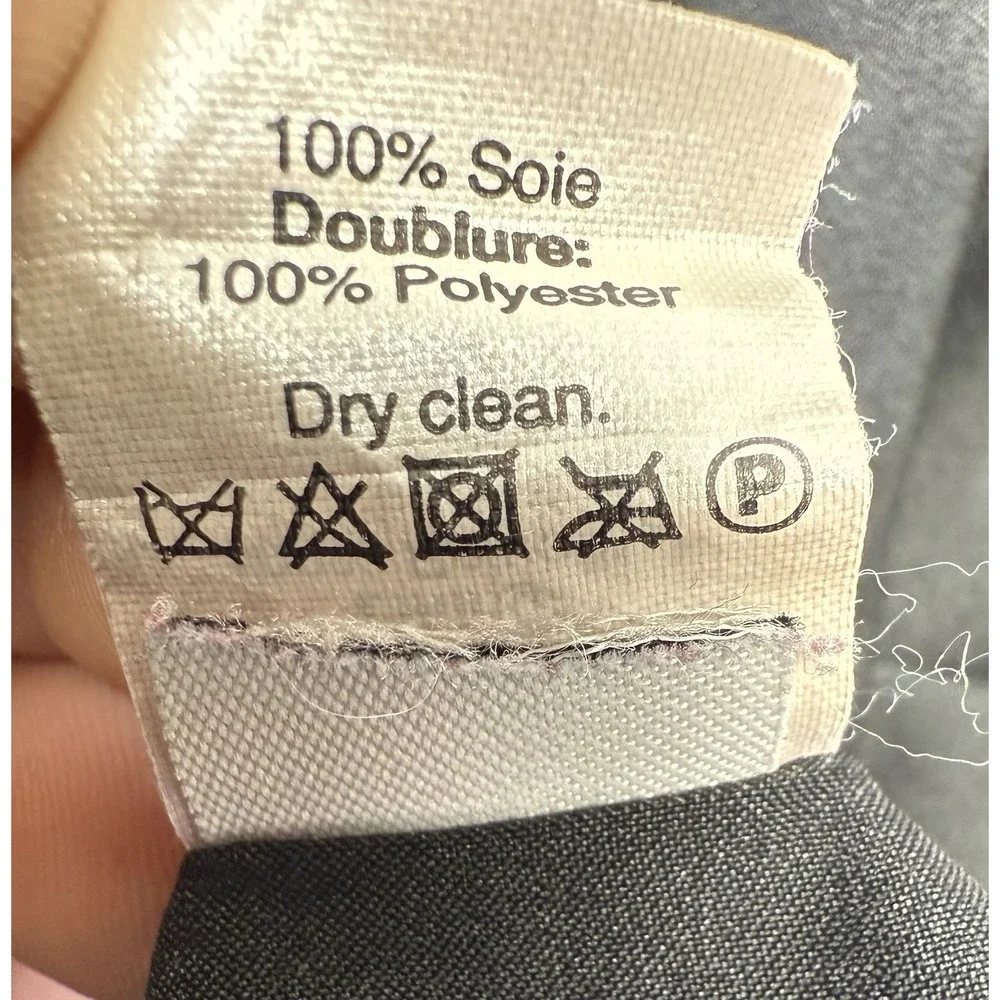 100% Soie
Doublure:
100% Polyester
Dry clean.
P